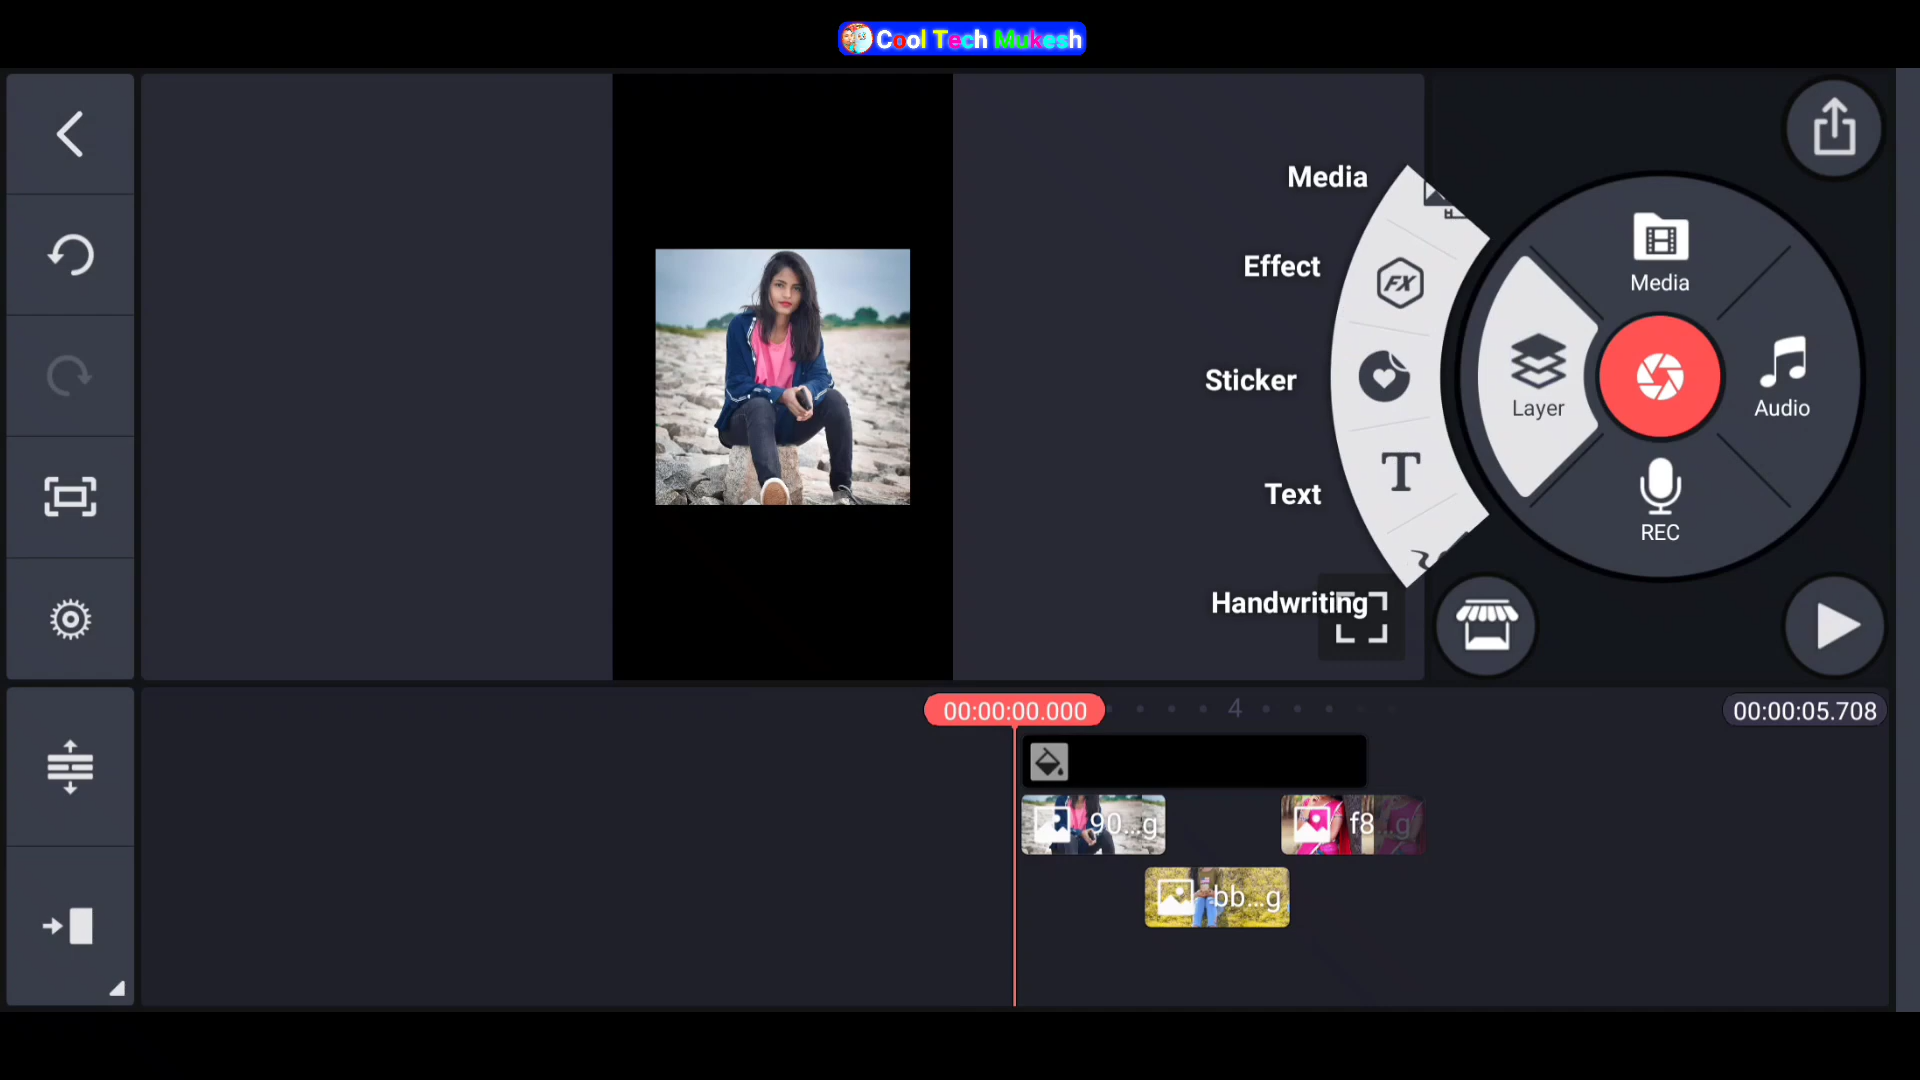 Cool Tech Mukesh
Media
Effect
Sticker
Text
Handwriting
FX
T
Media
Layer
Audio
REC
00:00:00.000
4
00:00:05.708
90...g
f8...g
bb...g